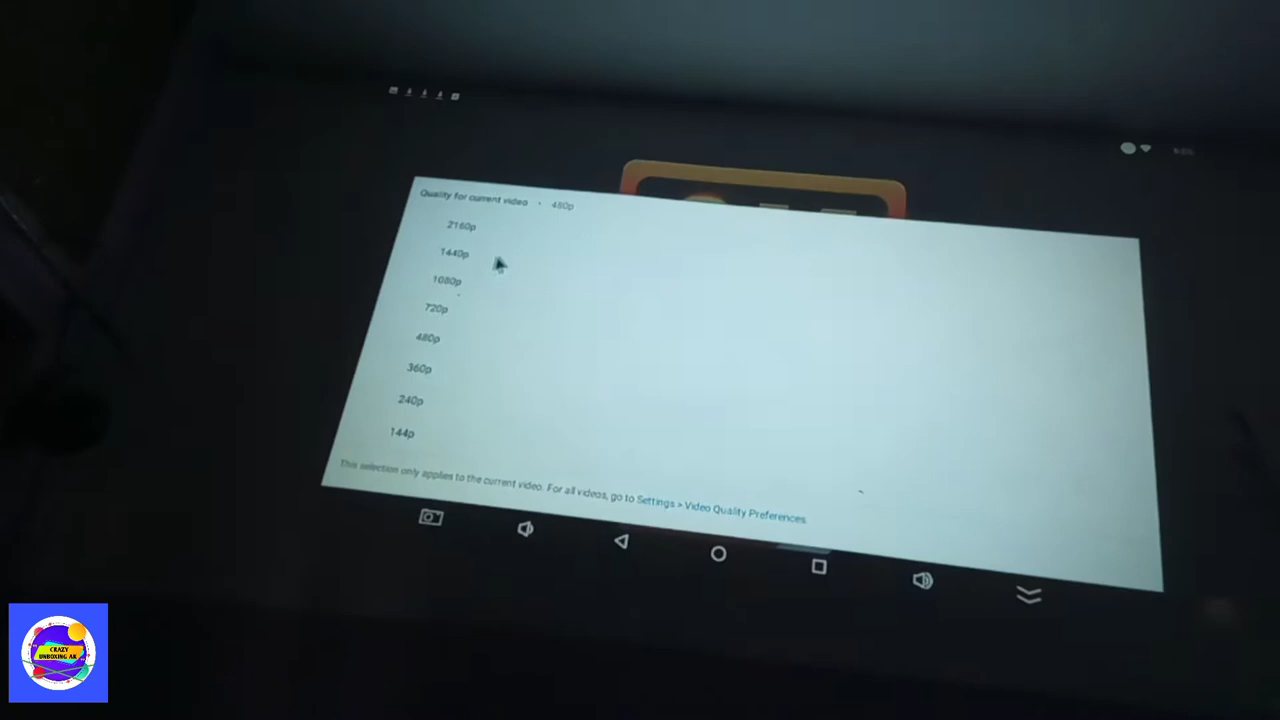 Quality for current video • 480p
2160p
1440p
1080p
720p
480p
360p
240p
144p
This selection only applies to the current video. For all videos, go to Settings > Video Quality Preferences
CRAZY
UNBOXING AK